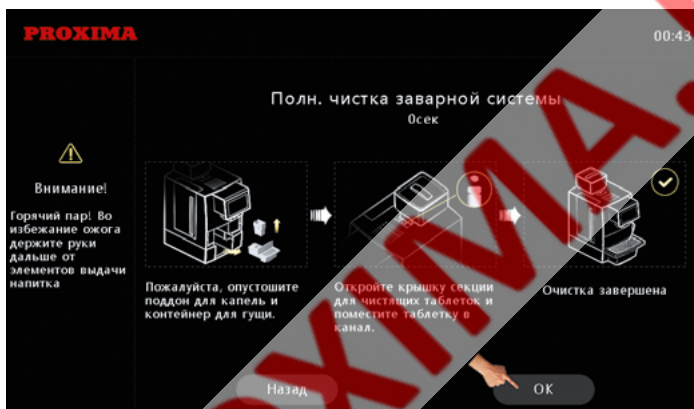 PROXIMA
00:43
Полн. чистка заварной системы
0сек
Внимание!
Горячий пар! Во
избежание ожога
держите руки
дальше от
элементов выдачи
напитка
Пожалуйста, опустошите
поддон для капель и
контейнер для гущи.
Откройте крышку секции
для чистящих таблеток и
поместите таблетку в
канал.
Очистка завершена
Назад
OK
OXIMA.